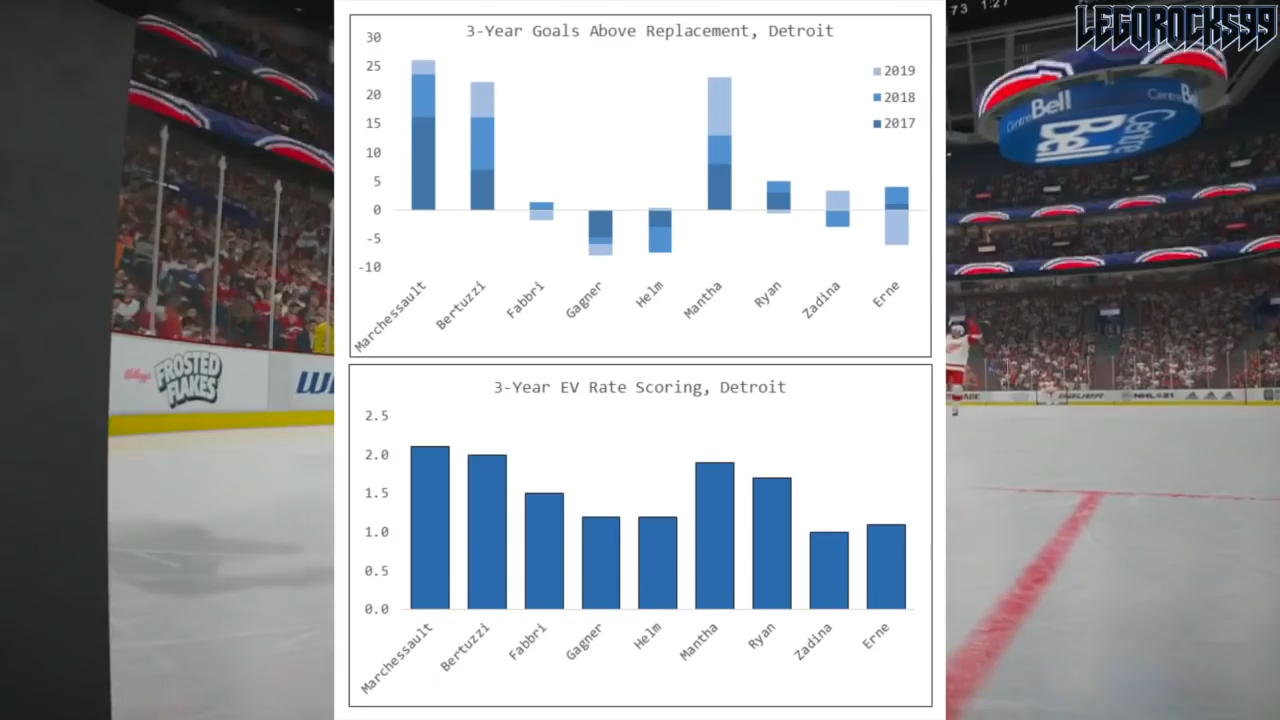 73 1:27
LEGOROCKS99
3-Year Goals Above Replacement, Detroit
30
25
20
15
10
5
0
-5
-10
2019
2018
2017
Marchessault
Bertuzzi
Fabbri
Gagner
Helm
Mantha
Ryan
Zadina
Erne
3-Year EV Rate Scoring, Detroit
2.5
2.0
1.5
1.0
0.5
0.0
Marchessault
Bertuzzi
Fabbri
Gagner
Helm
Mantha
Ryan
Zadina
Erne
Kellogg's
FROSTED
FLAKES
Centre Bell
Centre
Bell
NHL 21